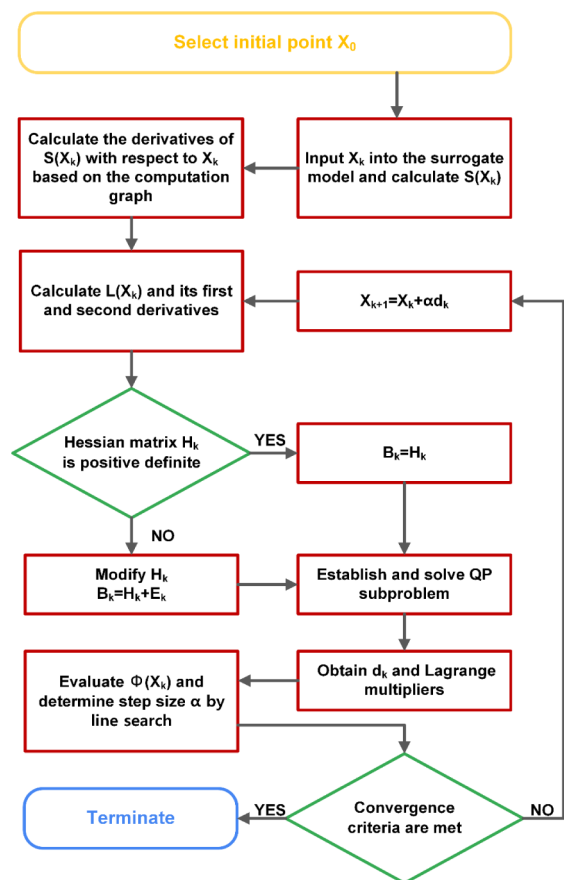 Select initial point X₀
Calculate the derivatives of
S(Xₖ) with respect to Xₖ
based on the computation
graph
Input Xₖ into the surrogate
model and calculate S(Xₖ)
Calculate L(Xₖ) and its first
and second derivatives
Xₖ₊₁=Xₖ+αdₖ
Hessian matrix Hₖ
is positive definite
YES
Bₖ=Hₖ
NO
Modify Hₖ
Bₖ=Hₖ+Eₖ
Establish and solve QP
subproblem
Evaluate Φ(Xₖ) and
determine step size α by
line search
Obtain dₖ and Lagrange
multipliers
Terminate
YES
Convergence
criteria are met
NO